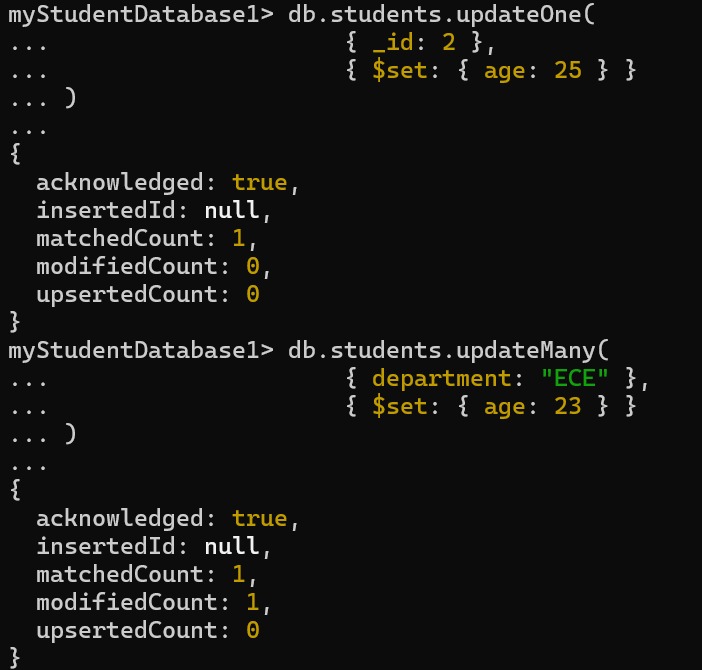 myStudentDatabase1> db.students.updateOne(
...                     { _id: 2 },
...                     { $set: { age: 25 } }
... )
...
{
  acknowledged: true,
  insertedId: null,
  matchedCount: 1,
  modifiedCount: 0,
  upsertedCount: 0
}
myStudentDatabase1> db.students.updateMany(
...                     { department: "ECE" },
...                     { $set: { age: 23 } }
... )
...
{
  acknowledged: true,
  insertedId: null,
  matchedCount: 1,
  modifiedCount: 1,
  upsertedCount: 0
}